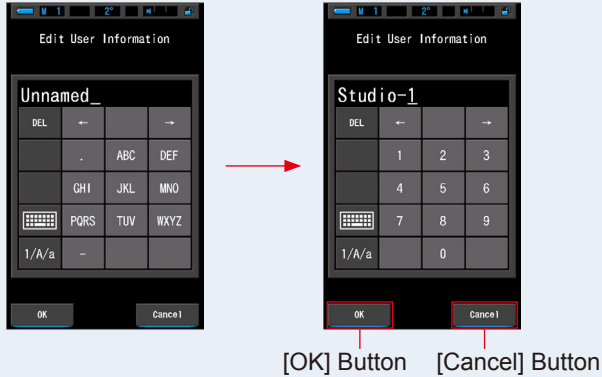 M 1 2°
Edit User Information
Unnamed_
DEL ← →
. ABC DEF
GHI JKL MNO
PQRS TUV WXYZ
1/A/a –
OK Cancel
M 1 2°
Edit User Information
Studio-1
DEL ← →
1 2 3
4 5 6
7 8 9
1/A/a 0
OK Cancel
[OK] Button [Cancel] Button